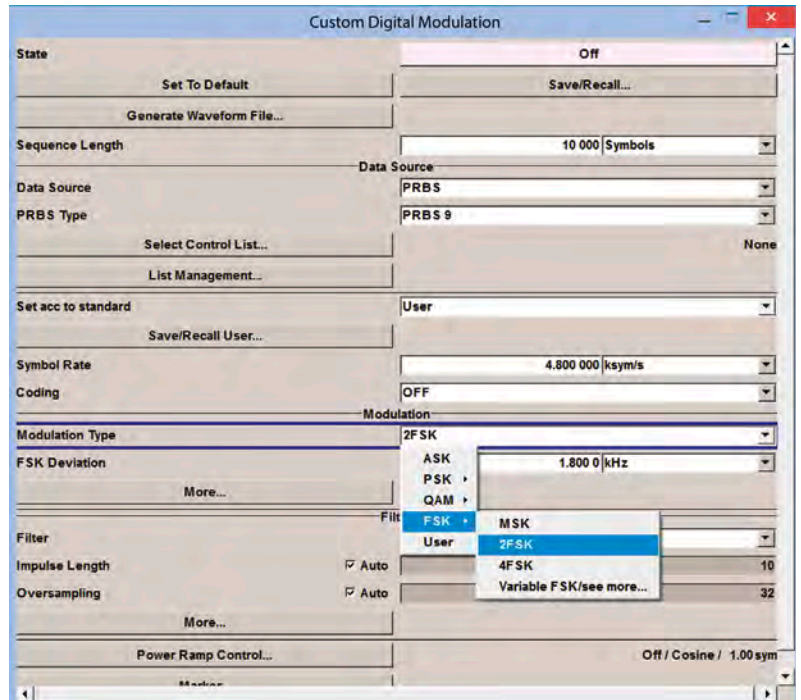 Custom Digital Modulation
State Off
Set To Default Save/Recall...
Generate Waveform File...
Sequence Length 10 000 Symbols
Data Source
Data Source PRBS
PRBS Type PRBS 9
Select Control List... None
List Management...
Set acc to standard User
Save/Recall User...
Symbol Rate 4.800 000 ksym/s
Coding OFF
Modulation
Modulation Type 2FSK
FSK Deviation 1.800 0 kHz
More...
ASK
PSK
QAM
FSK
User
MSK
2FSK
4FSK
Variable FSK/see more...
Filter
Impulse Length Auto 10
Oversampling Auto 32
More...
Power Ramp Control... Off / Cosine / 1.00 sym